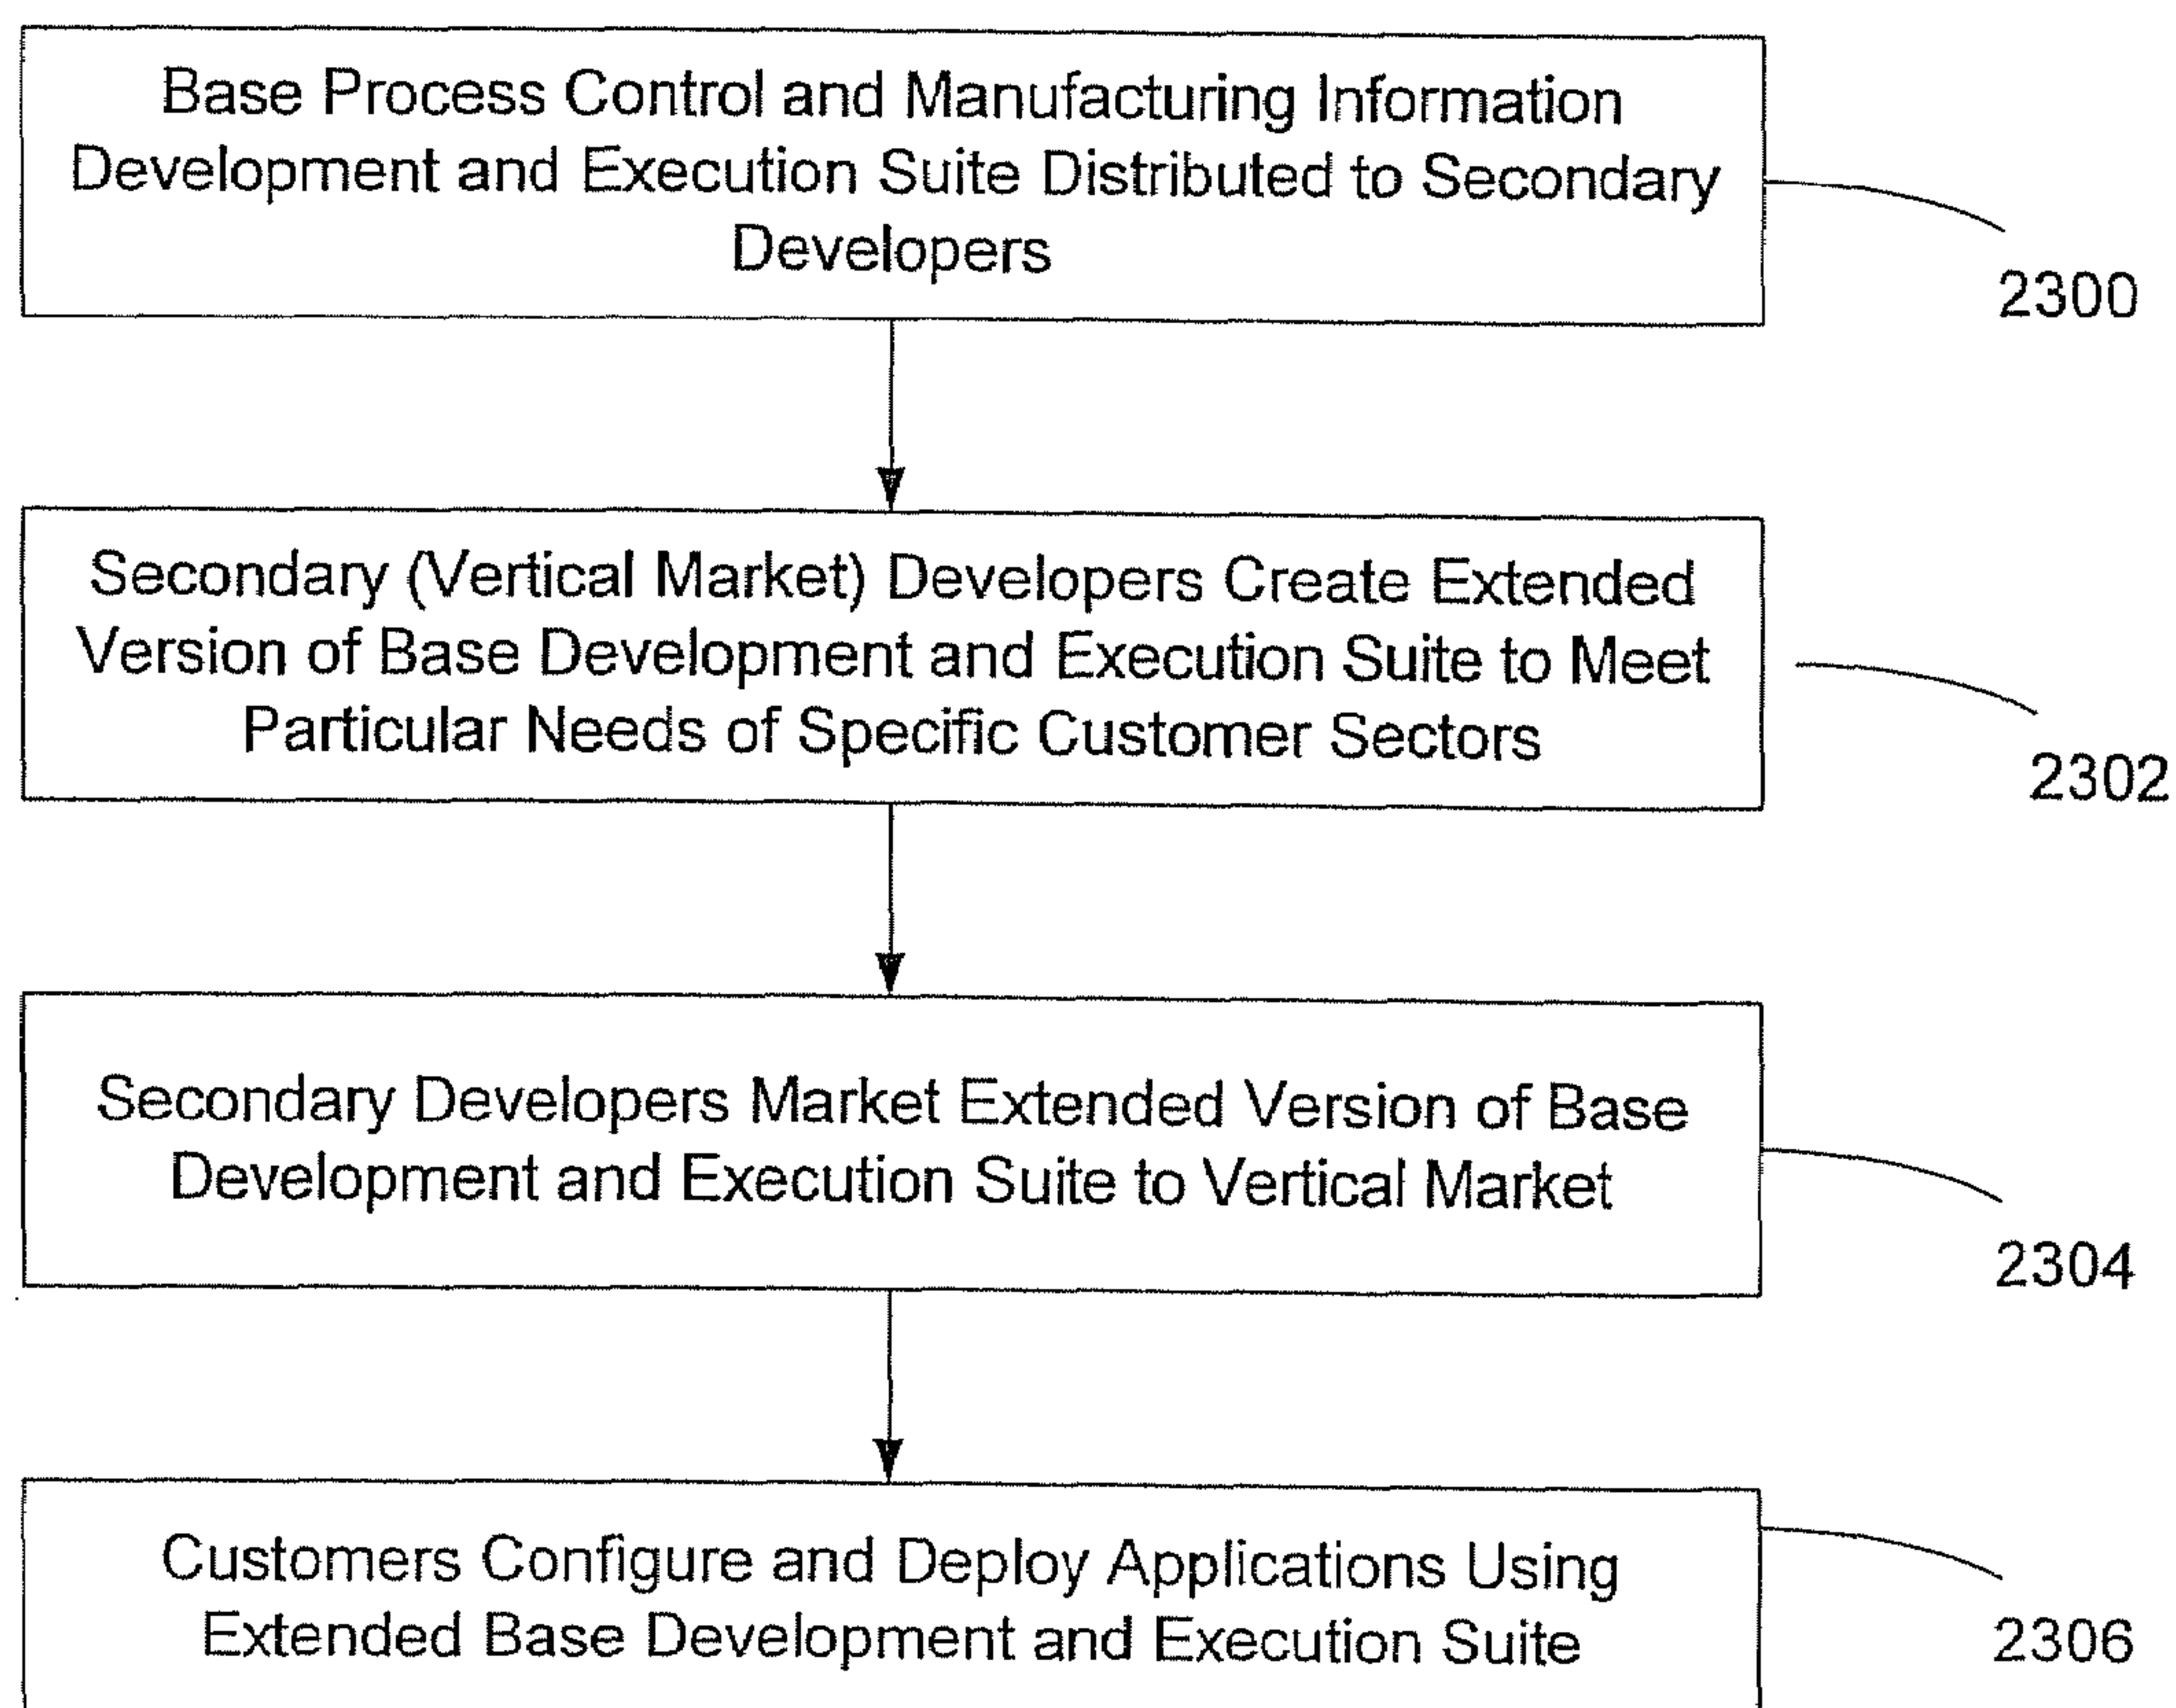 Base Process Control and Manufacturing Information
Development and Execution Suite Distributed to Secondary
Developers
2300
Secondary (Vertical Market) Developers Create Extended
Version of Base Development and Execution Suite to Meet
Particular Needs of Specific Customer Sectors
2302
Secondary Developers Market Extended Version of Base
Development and Execution Suite to Vertical Market
2304
Customers Configure and Deploy Applications Using
Extended Base Development and Execution Suite
2306